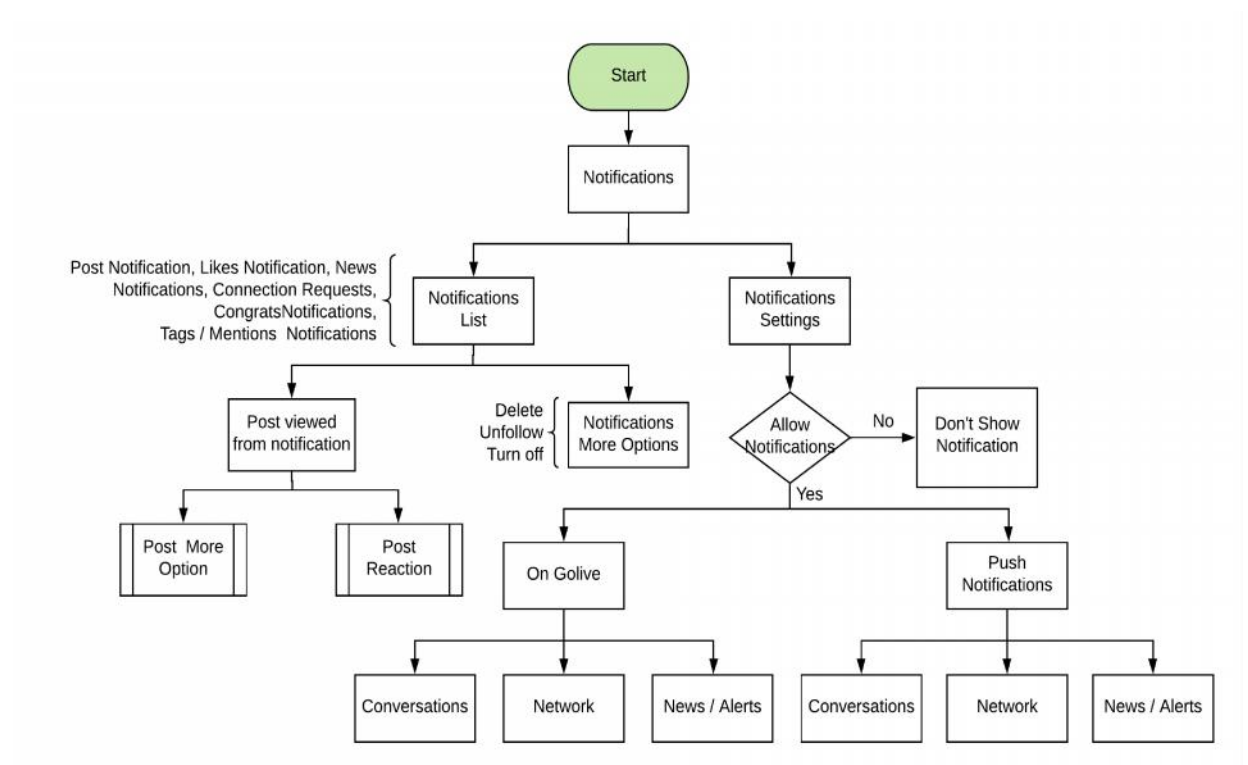 Start
Notifications
Post Notification, Likes Notification, News
Notifications, Connection Requests,
CongratsNotifications,
Tags / Mentions Notifications
Notifications
List
Notifications
Settings
Post viewed
from notification
Delete
Unfollow
Turn off
Notifications
More Options
Allow
Notifications
No
Don't Show
Notification
Yes
Post More
Option
Post
Reaction
On Golive
Push
Notifications
Conversations
Network
News / Alerts
Conversations
Network
News / Alerts